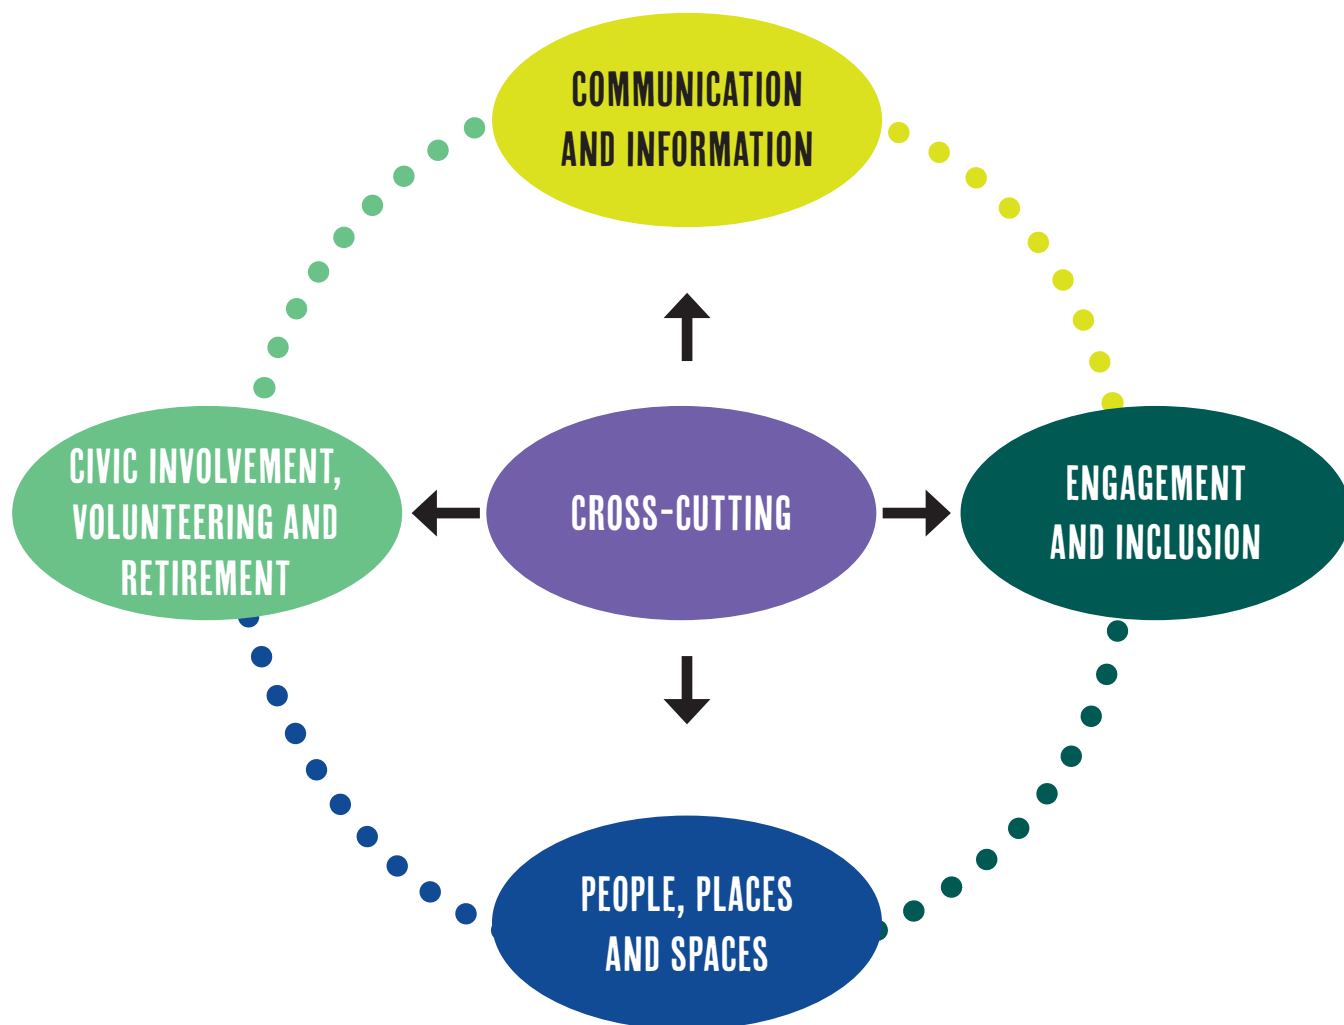 COMMUNICATION
AND INFORMATION
CIVIC INVOLVEMENT,
VOLUNTEERING AND
RETIREMENT
CROSS-CUTTING
ENGAGEMENT
AND INCLUSION
PEOPLE, PLACES
AND SPACES